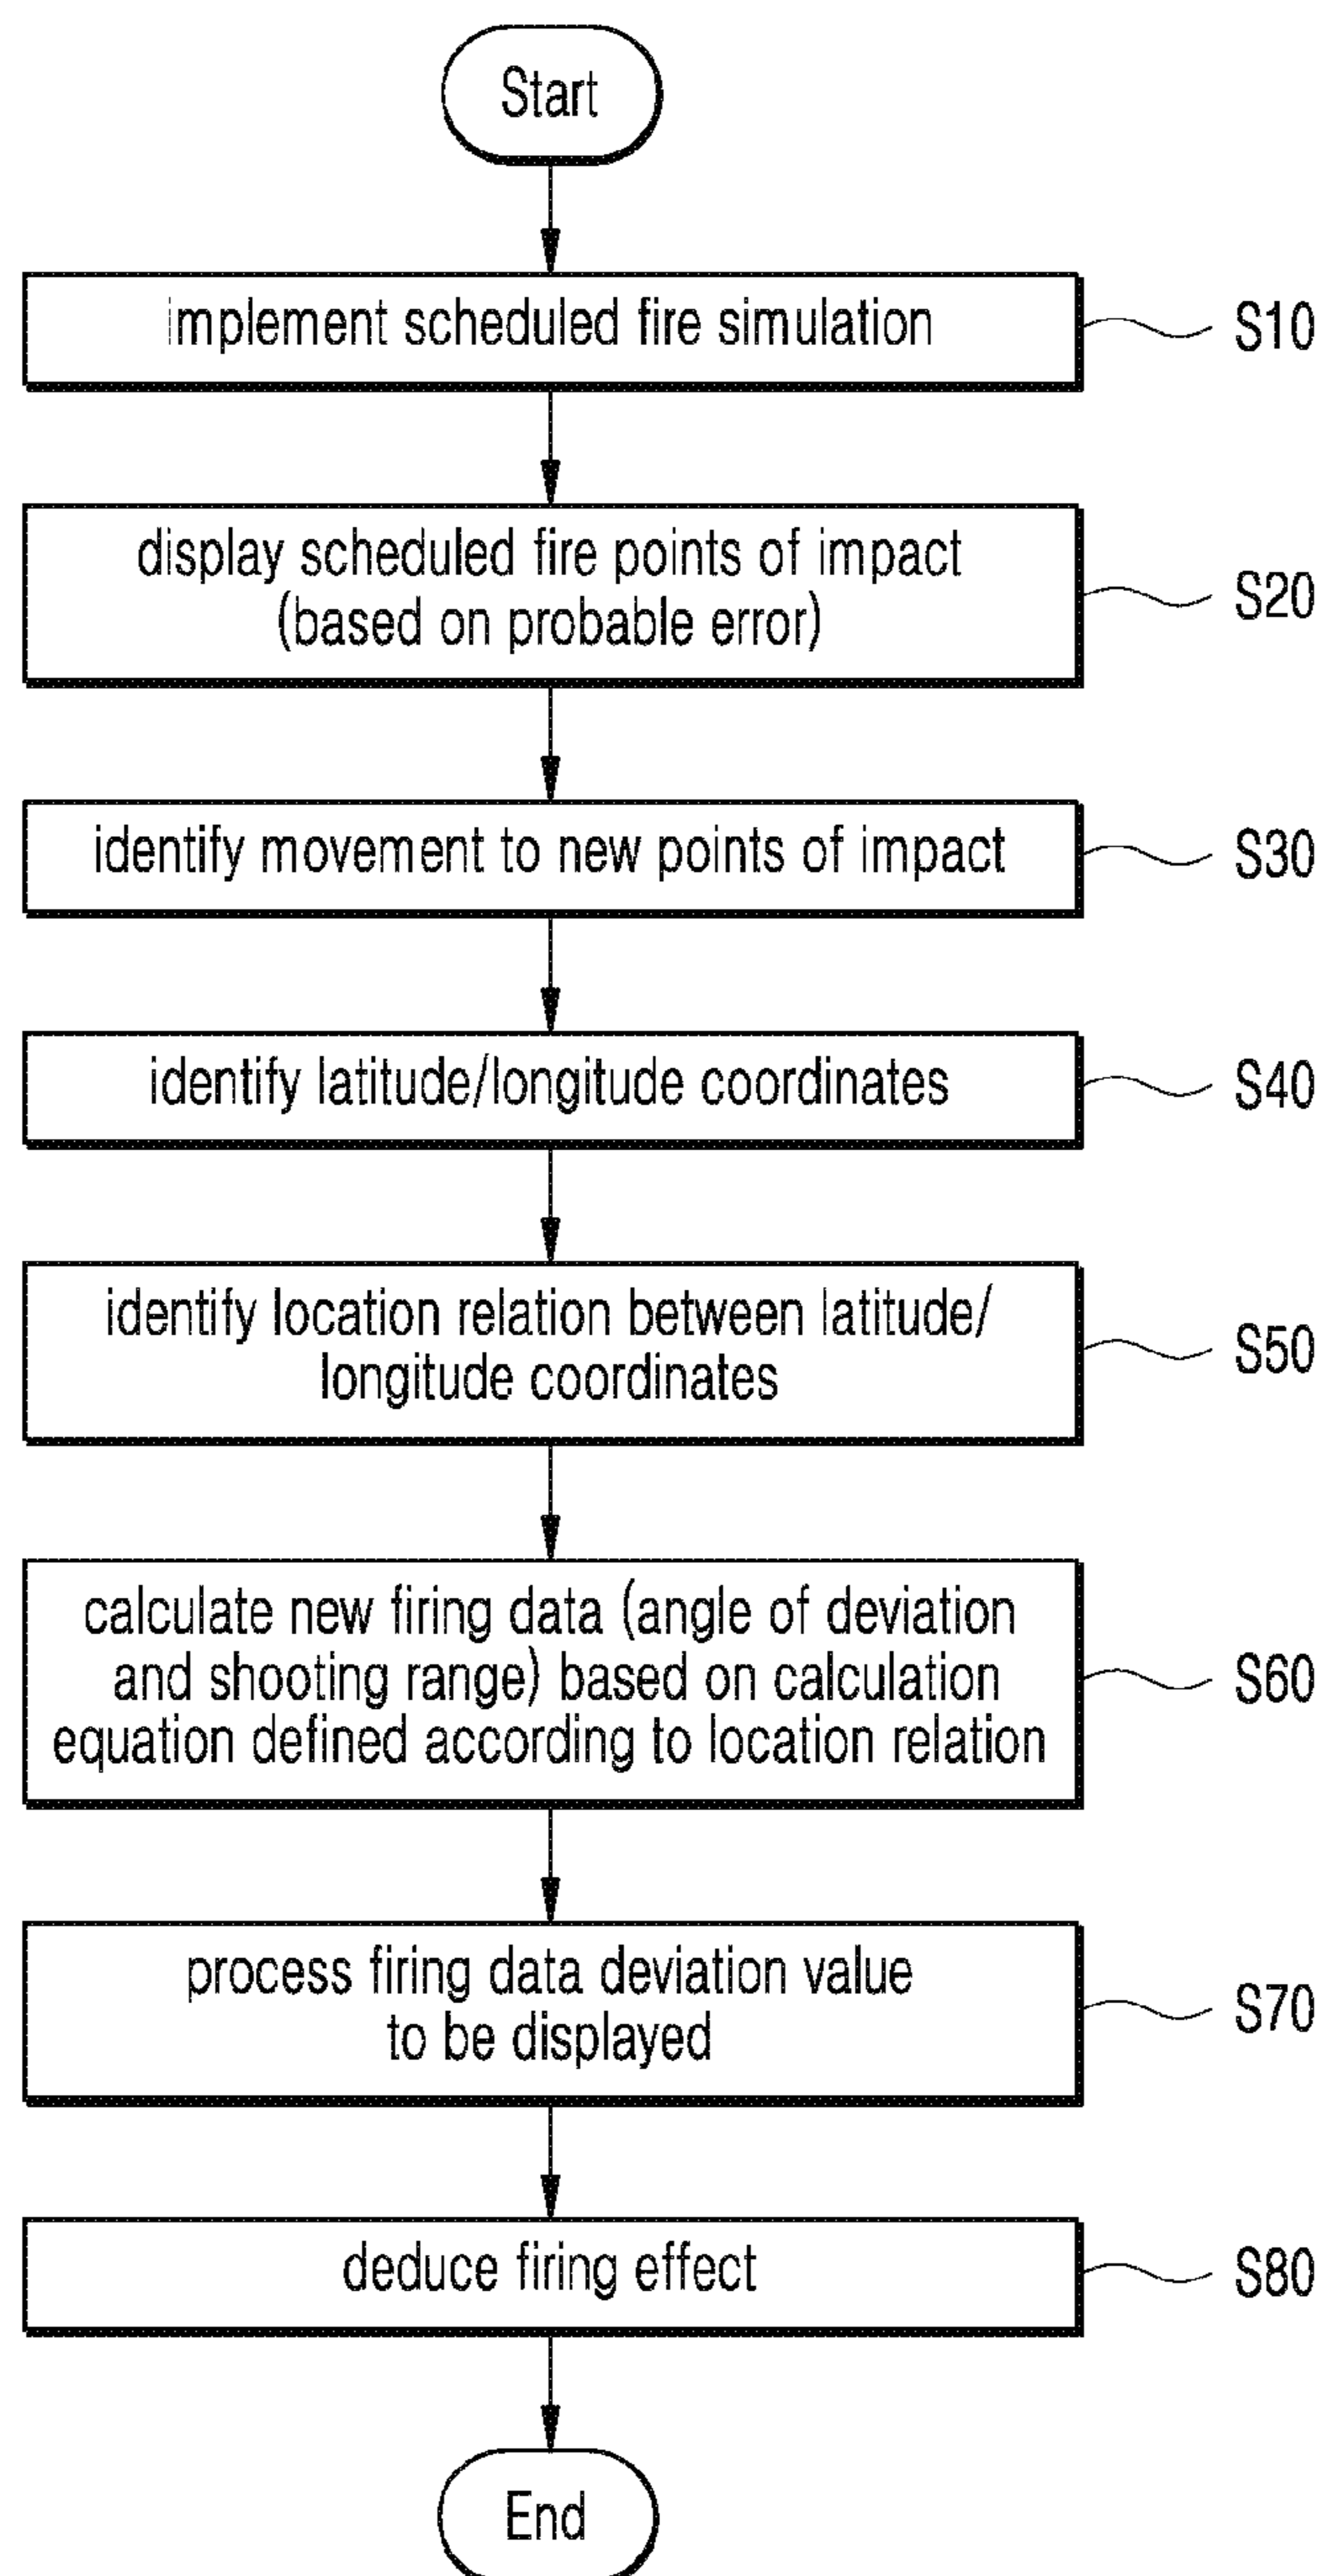 Start
implement scheduled fire simulation
S10
display scheduled fire points of impact
(based on probable error)
S20
identify movement to new points of impact
S30
identify latitude/longitude coordinates
S40
identify location relation between latitude/
longitude coordinates
S50
calculate new firing data (angle of deviation
and shooting range) based on calculation
equation defined according to location relation
S60
process firing data deviation value
to be displayed
S70
deduce firing effect
S80
End